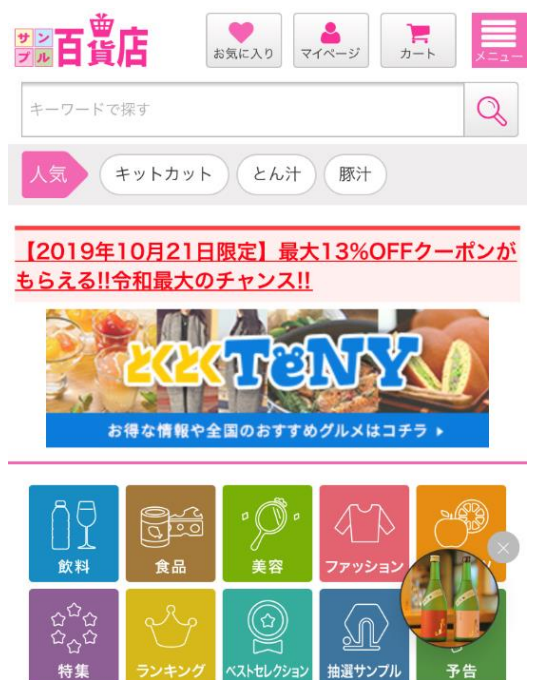 サンプル百貨店
お気に入り
マイページ
カート
メニュー
キーワードで探す
人気
キットカット
とん汁
豚汁
【2019年10月21日限定】最大13%OFFクーポンが
もらえる!!令和最大のチャンス!!
とくとくTeNY
お得な情報や全国のおすすめグルメはコチラ
飲料
食品
美容
ファッション
特集
ランキング
ベストセレクション
抽選サンプル
予告